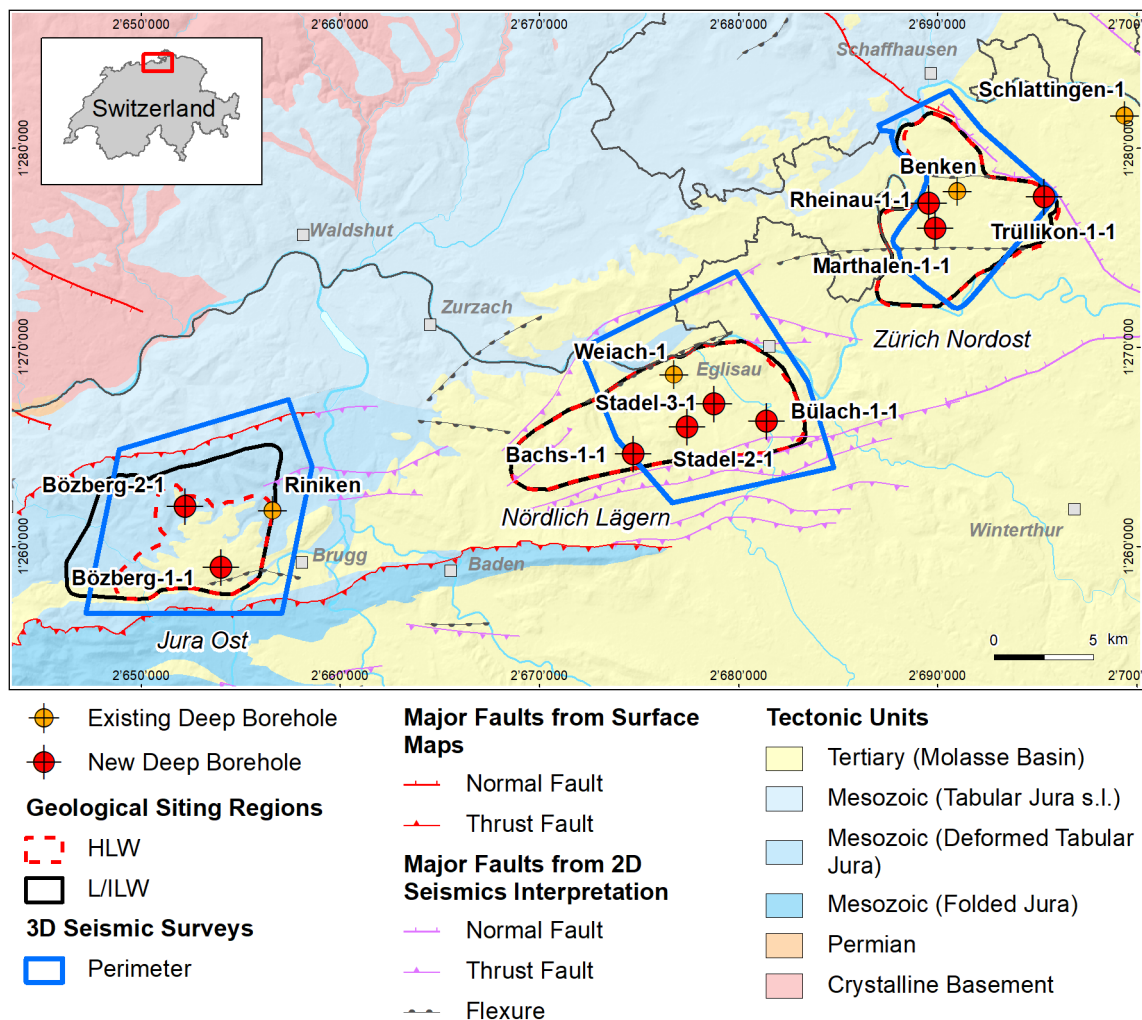 2'650'000
2'660'000
2'670'000
2'680'000
2'690'000
2'700
Switzerland
Schaffhausen
Schlattingen-1
1'280'000
1'280'000
Benken
Rheinau-1-1
Trüllikon-1-1
Waldshut
Marthalen-1-1
Zurzach
Zürich Nordost
1'270'000
1'270'000
Weiach-1
Eglisau
Stadel-3-1
Bülach-1-1
Bachs-1-1
Stadel-2-1
Bözberg-2-1
Riniken
Nördlich Lägern
Winterthur
1'260'000
1'260'000
Brugg
Baden
Bözberg-1-1
Jura Ost
0 5
km
2'650'000
2'660'000
2'670'000
2'680'000
2'690'000
2'700
Existing Deep Borehole
New Deep Borehole
Geological Siting Regions
HLW
L/ILW
3D Seismic Surveys
Perimeter
Major Faults from Surface
Maps
Normal Fault
Thrust Fault
Major Faults from 2D
Seismics Interpretation
Normal Fault
Thrust Fault
Flexure
Tectonic Units
Tertiary (Molasse Basin)
Mesozoic (Tabular Jura s.l.)
Mesozoic (Deformed Tabular
Jura)
Mesozoic (Folded Jura)
Permian
Crystalline Basement